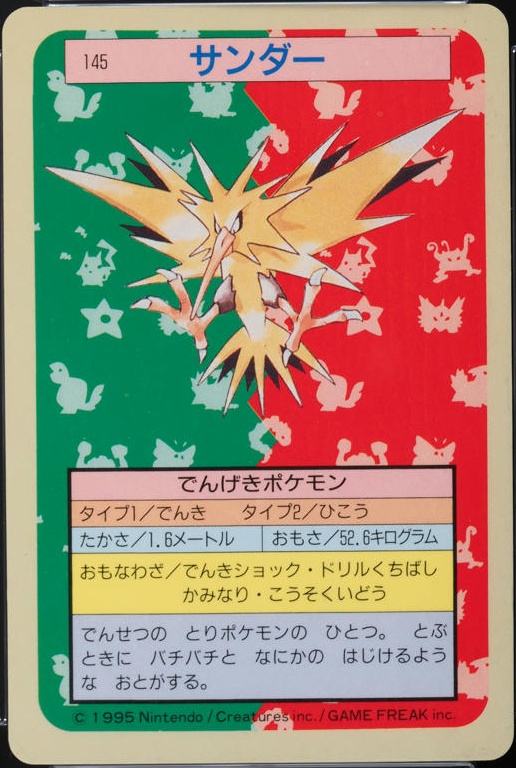 145
サンダー
でんげきポケモン
タイプ1/でんき　タイプ2/ひこう
たかさ/1.6メートル　おもさ/52.6キログラム
おもなわざ/でんきショック・ドリルくちばし
かみなり・こうそくいどう
でんせつの　とりポケモンの　ひとつ。　とぶ
ときに　バチバチと　なにかの　はじけるよう
な　おとがする。
© 1995 Nintendo / Creatures inc. / GAME FREAK inc.